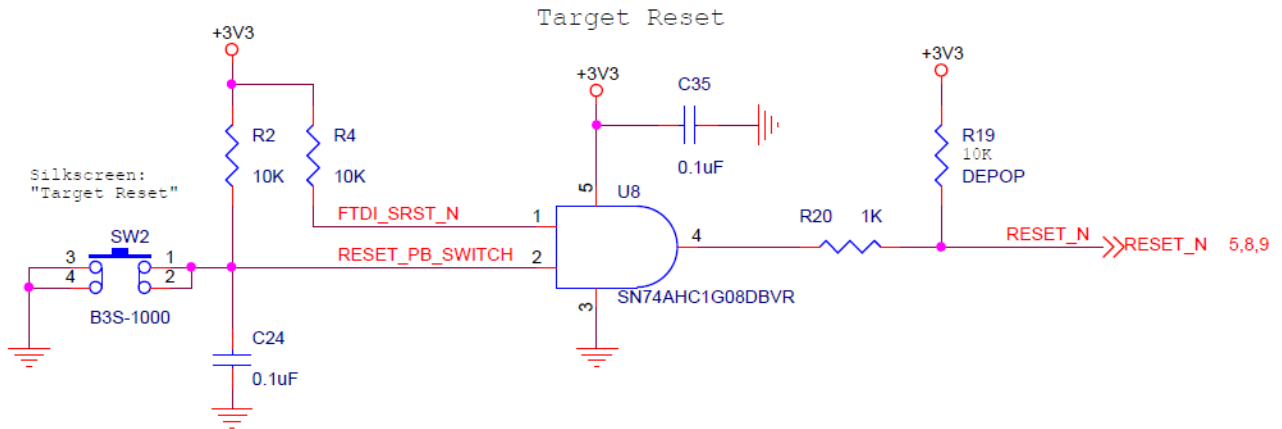 Target Reset
+3V3
+3V3
+3V3
C35
R2
R4
R19
10K
DEPOP
0.1uF
10K
10K
Silkscreen:
"Target Reset"
5
U8
FTDI_SRST_N
1
R20 1K
4
SW2
RESET_PB_SWITCH
2
RESET_N
RESET_N 5,8,9
3
1
4
2
3
SN74AHC1G08DBVR
B3S-1000
C24
0.1uF